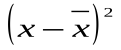 (x − x̄)²